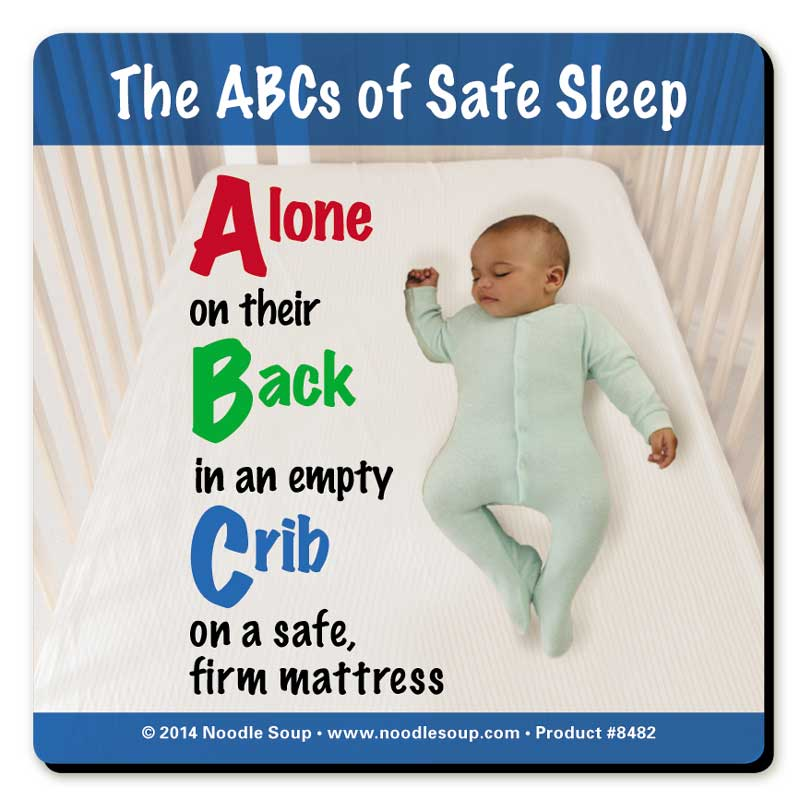 The ABCs of Safe Sleep
Alone
on their
Back
in an empty
Crib
on a safe,
firm mattress
© 2014 Noodle Soup • www.noodlesoup.com • Product #8482